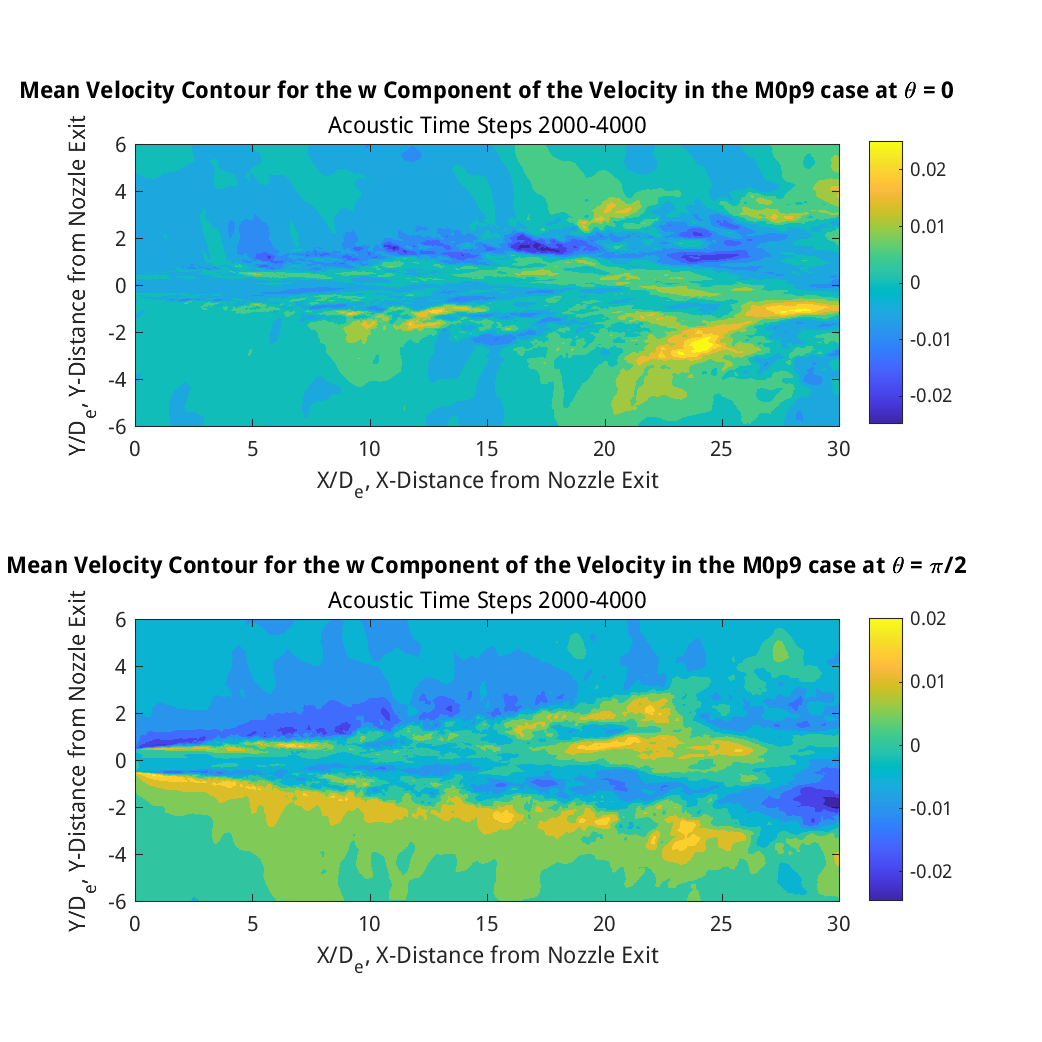 Mean Velocity Contour for the w Component of the Velocity in the M0p9 case at θ = 0
Acoustic Time Steps 2000-4000
Y/De, Y-Distance from Nozzle Exit
6
4
2
0
-2
-4
-6
0 5 10 15 20 25 30
X/De, X-Distance from Nozzle Exit
0.02
0.01
0
-0.01
-0.02
Mean Velocity Contour for the w Component of the Velocity in the M0p9 case at θ = π/2
Acoustic Time Steps 2000-4000
Y/De, Y-Distance from Nozzle Exit
6
4
2
0
-2
-4
-6
0 5 10 15 20 25 30
X/De, X-Distance from Nozzle Exit
0.02
0.01
0
-0.01
-0.02